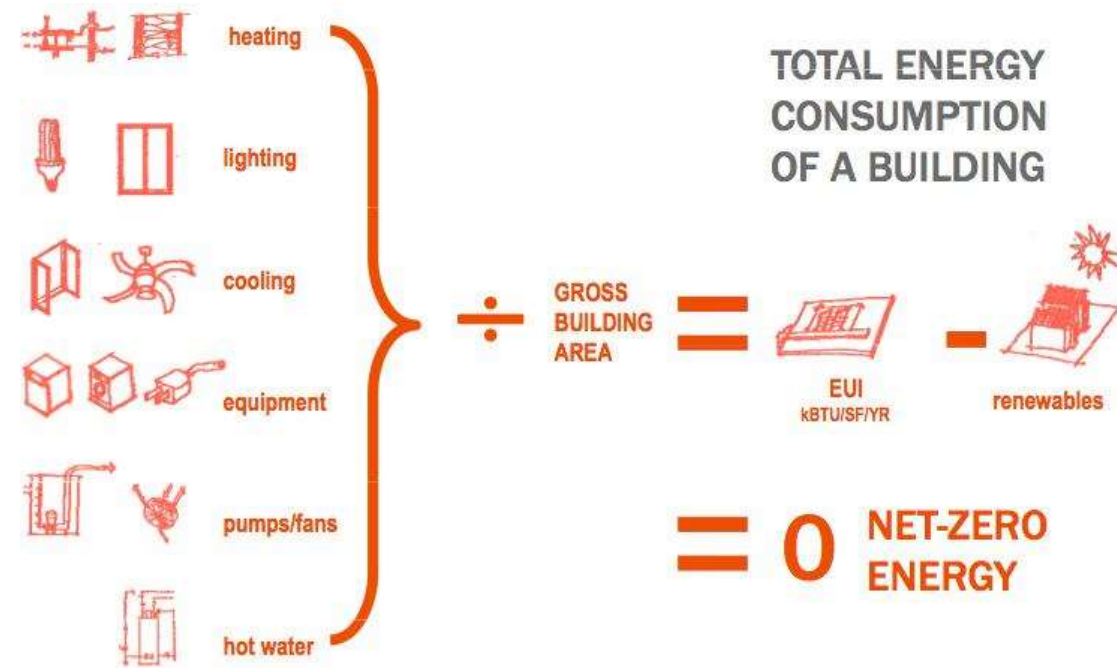 heating
lighting
cooling
equipment
pumps/fans
hot water
÷
GROSS
BUILDING
AREA
=
TOTAL ENERGY
CONSUMPTION
OF A BUILDING
EUI
kBTU/SF/YR
-
renewables
= 0 NET-ZERO
ENERGY